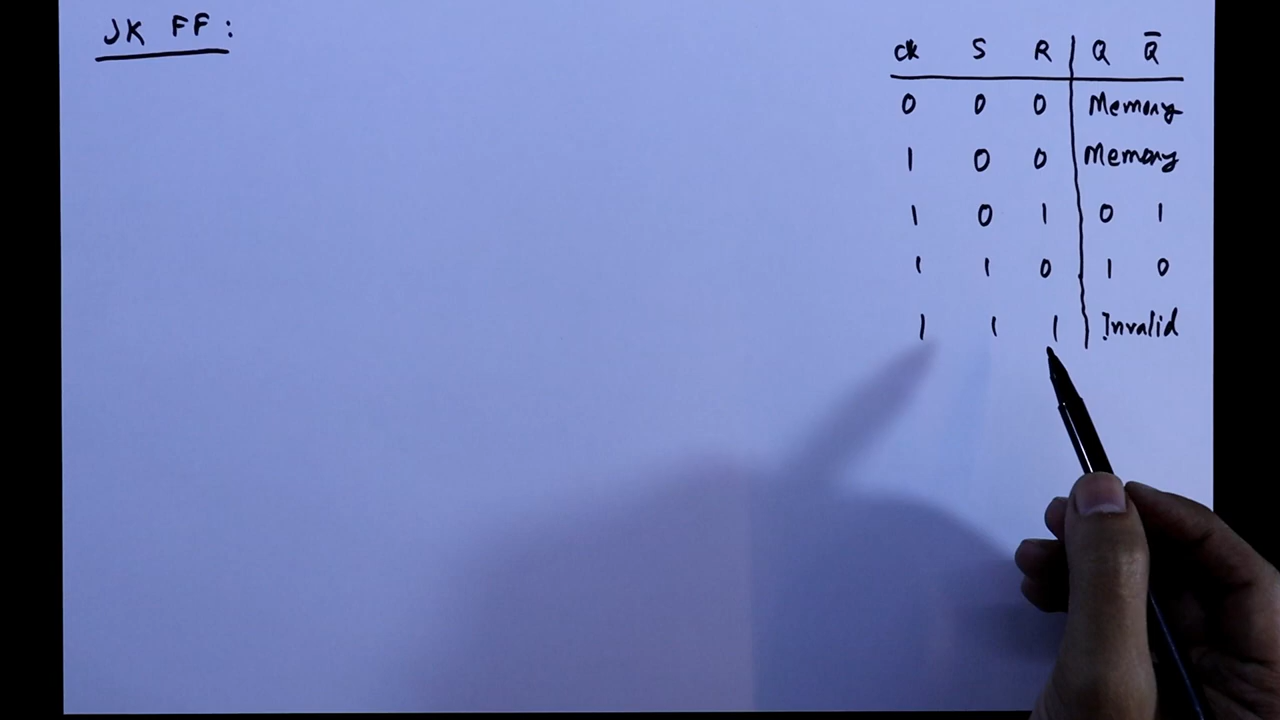 JK FF:
CK S R Q Q̅
0 0 0 Memory
1 0 0 Memory
1 0 1 0 1
1 1 0 1 0
1 1 1 Invalid